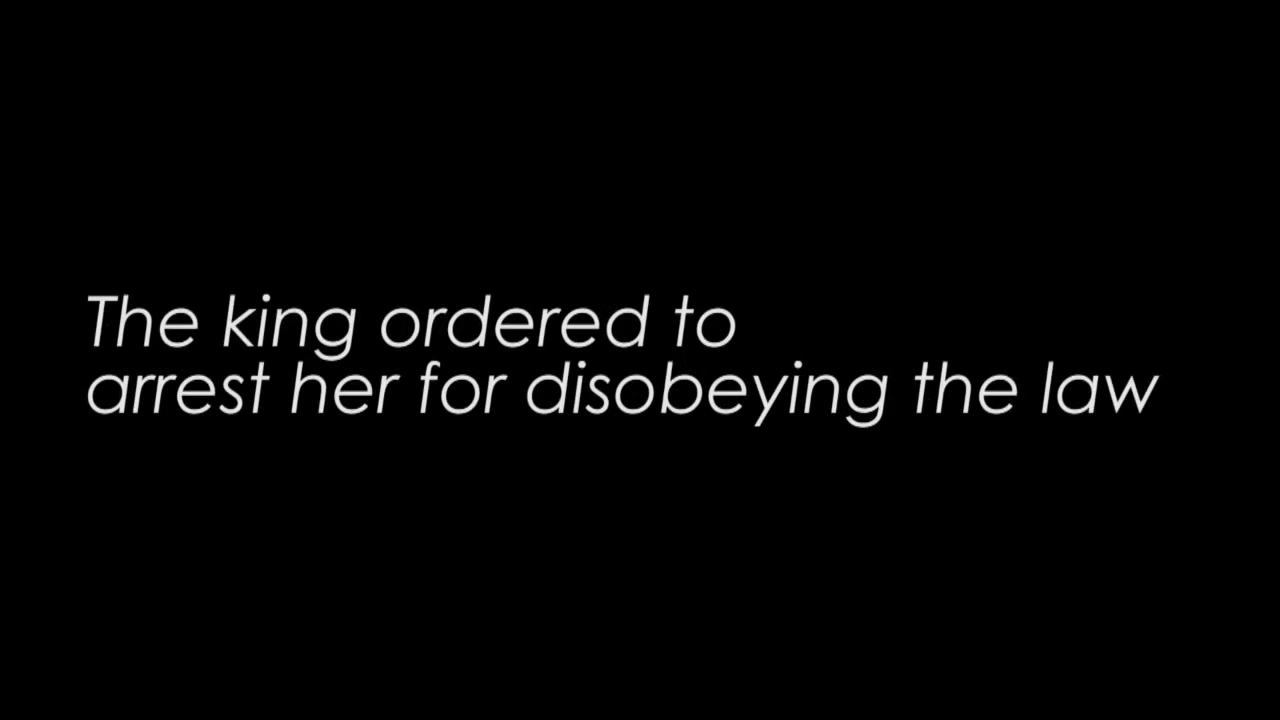 The king ordered to
arrest her for disobeying the law